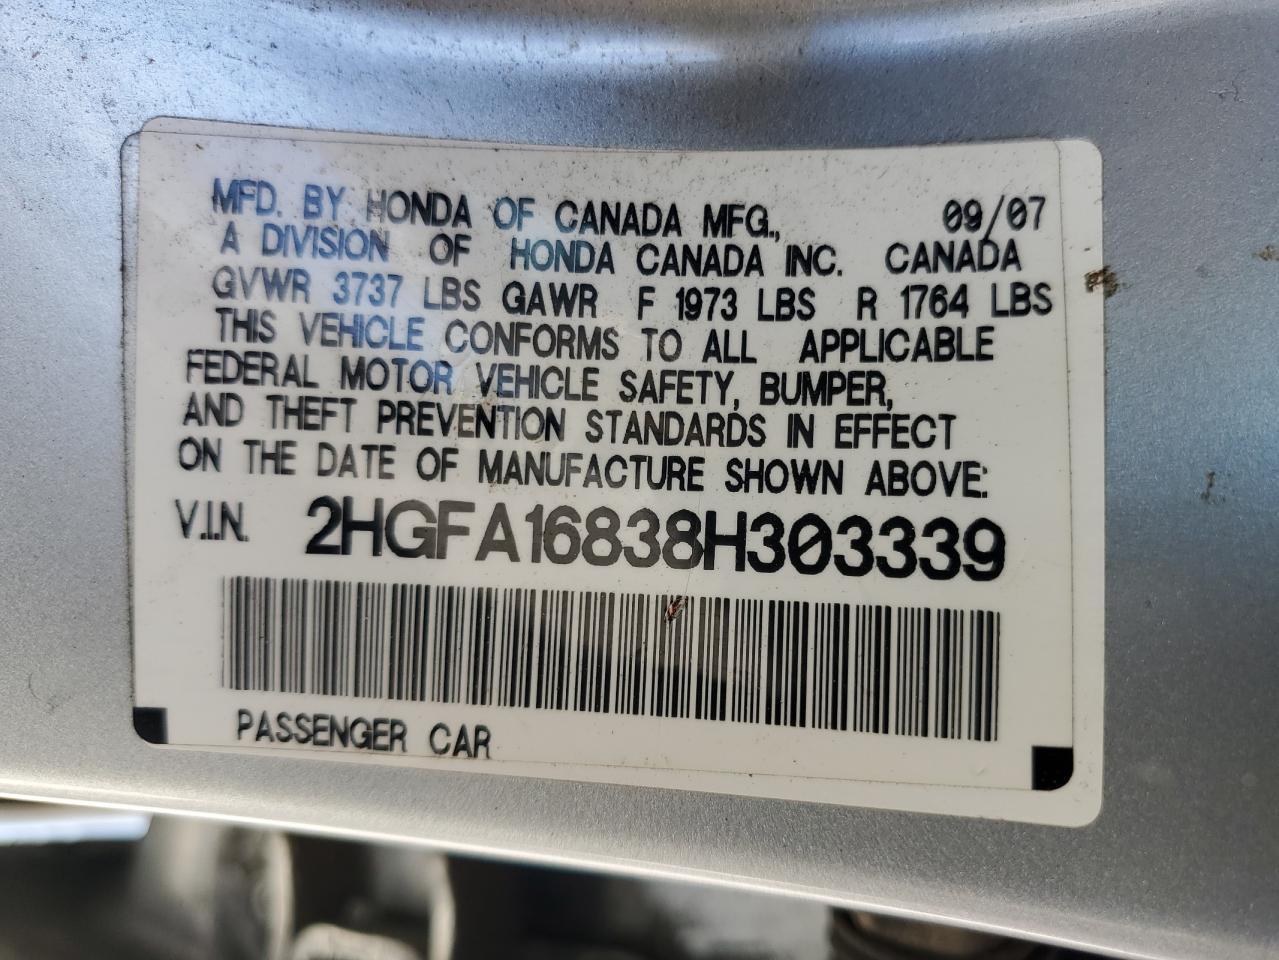 MFD. BY HONDA OF CANADA MFG., 09/07
A DIVISION OF HONDA CANADA INC. CANADA
GVWR 3737 LBS GAWR F 1973 LBS R 1764 LBS
THIS VEHICLE CONFORMS TO ALL APPLICABLE
FEDERAL MOTOR VEHICLE SAFETY, BUMPER,
AND THEFT PREVENTION STANDARDS IN EFFECT
ON THE DATE OF MANUFACTURE SHOWN ABOVE:
V.I.N. 2HGFA16838H303339
PASSENGER CAR